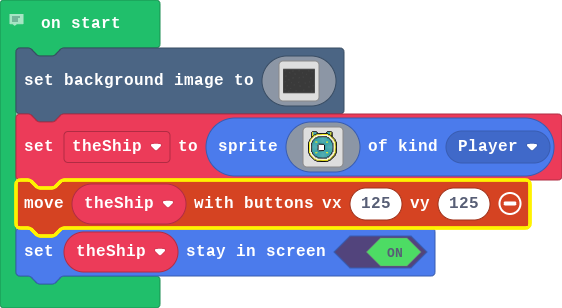 on start
set background image to
set theShip to sprite of kind Player
move theShip with buttons vx 125 vy 125
set theShip stay in screen ON